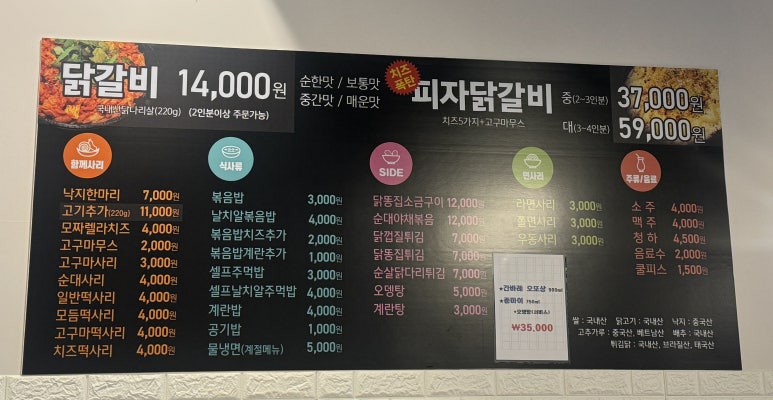 닭갈비 14,000원
국내산닭다리살(220g) (2인분이상 주문가능)
순한맛 / 보통맛
중간맛 / 매운맛
치즈
폭탄
피자닭갈비
치즈5가지+고구마무스
중(2~3인분) 37,000원
대(3~4인분) 59,000원
함께사리
낙지한마리 7,000원
고기추가(220g) 11,000원
모짜렐라치즈 4,000원
고구마무스 2,000원
고구마사리 3,000원
순대사리 4,000원
일반떡사리 4,000원
모듬떡사리 4,000원
고구마떡사리 4,000원
치즈떡사리 4,000원
식사류
볶음밥 3,000원
날치알볶음밥 4,000원
볶음밥치즈추가 2,000원
볶음밥계란추가 1,000원
셀프주먹밥 3,000원
셀프날치알주먹밥 4,000원
계란밥 4,000원
공기밥 1,000원
물냉면(계절메뉴) 5,000원
SIDE
닭똥집소금구이 12,000원
순대야채볶음 12,000원
닭껍질튀김 7,000원
닭똥집튀김 7,000원
순살닭다리튀김 7,000원
오뎅탕 5,000원
계란탕 3,000원
면사리
라면사리 3,000원
쫄면사리 3,000원
우동사리 3,000원
★간바레 오또상 900ml
★준마이 750ml
+오뎅탕(서비스)
₩35,000
주류/음료
소주 4,000원
맥주 4,000원
청하 4,500원
음료수 2,000원
쿨피스 1,500원
쌀 : 국내산 닭고기 : 국내산 낙지 : 중국산
고추가루 : 중국산, 베트남산 배추 : 국내산
튀김닭 : 국내산, 브라질산, 태국산